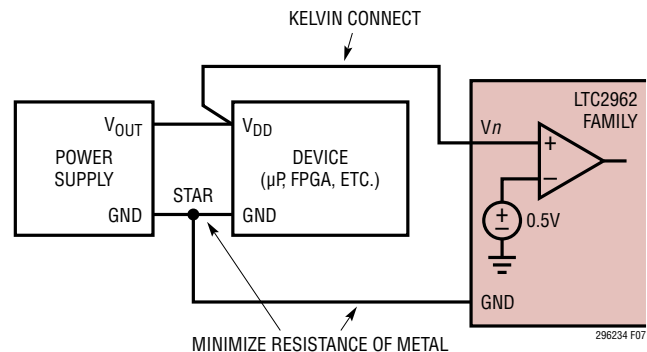 KELVIN CONNECT
LTC2962
FAMILY
VOUT
VDD
Vn
POWER
SUPPLY
DEVICE
(µP, FPGA, ETC.)
+
–
STAR
GND
GND
+
–
0.5V
GND
MINIMIZE RESISTANCE OF METAL
296234 F07